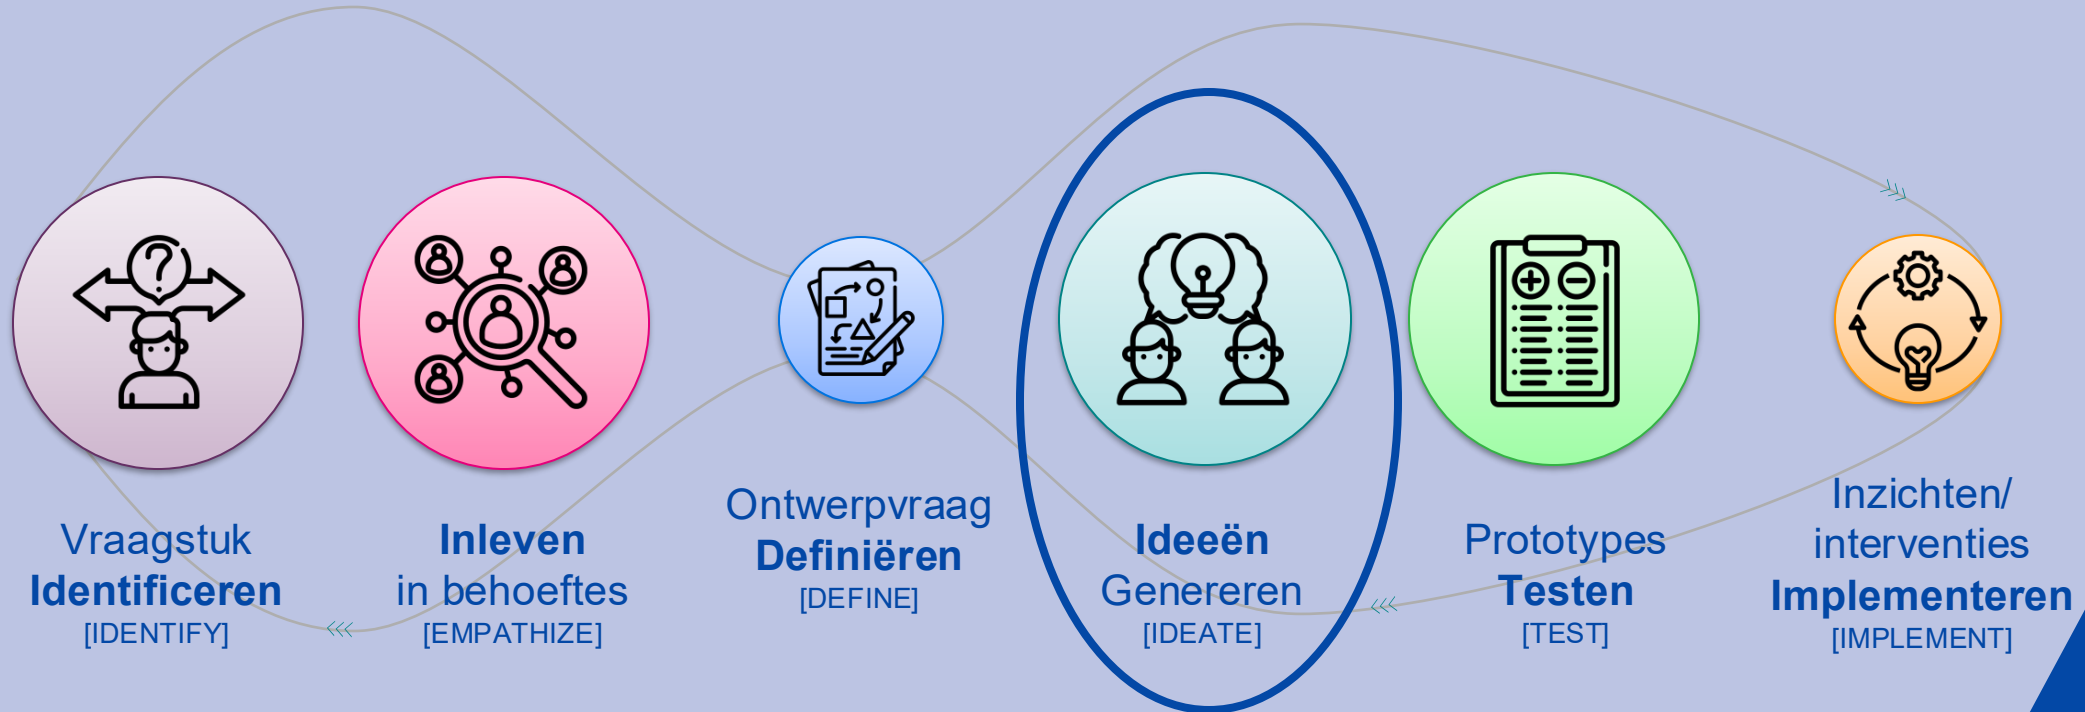 Vraagstuk
Identificeren
[IDENTIFY]
Inleven
in behoeftes
[EMPATHIZE]
Ontwerpvraag
Definiëren
[DEFINE]
Ideeën
Genereren
[IDEATE]
Prototypes
Testen
[TEST]
Inzichten/
interventies
Implementeren
[IMPLEMENT]